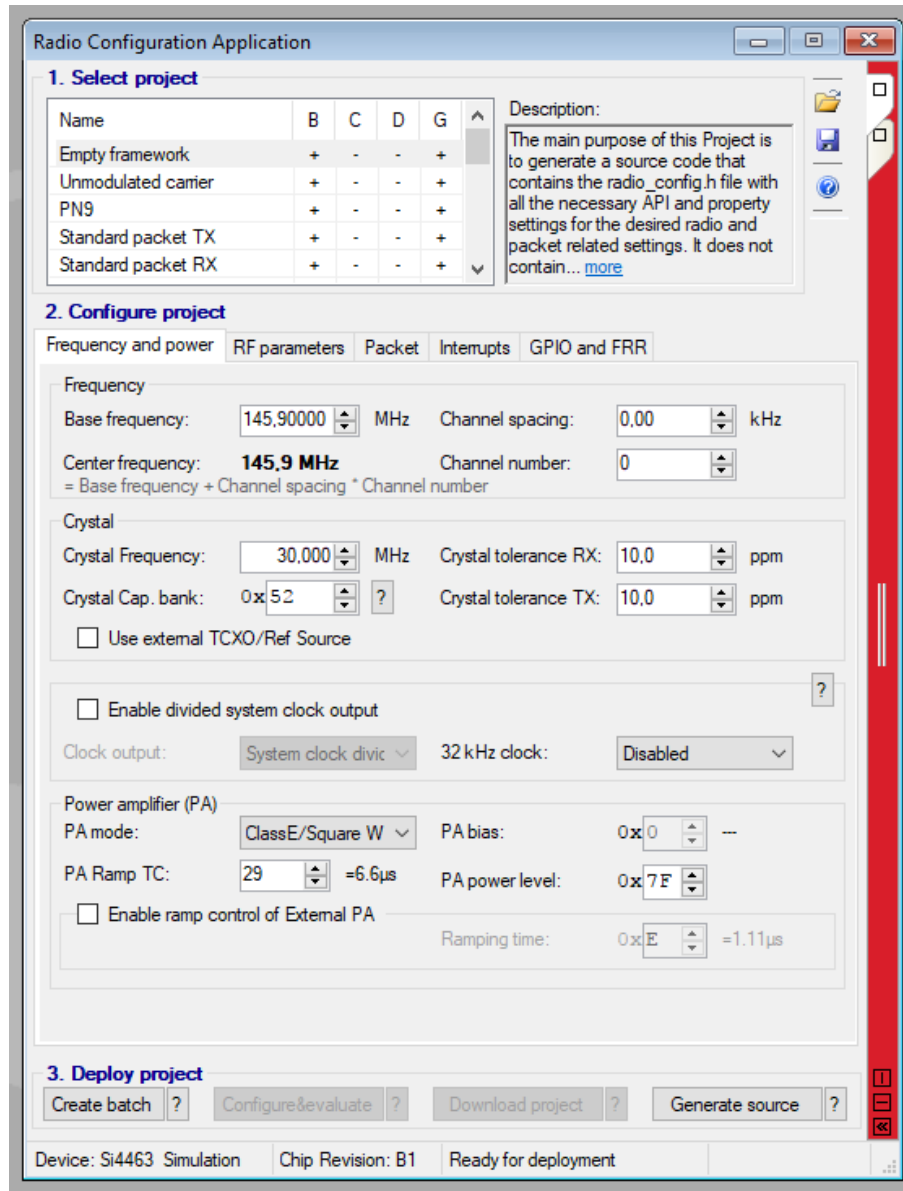 Radio Configuration Application
1. Select project
Name B C D G
Empty framework + - - +
Unmodulated carrier + - - +
PN9 + - - +
Standard packet TX + - - +
Standard packet RX + - - +
Description:
The main purpose of this Project is
to generate a source code that
contains the radio_config.h file with
all the necessary API and property
settings for the desired radio and
packet related settings. It does not
contain... more
2. Configure project
Frequency and power RF parameters Packet Interrupts GPIO and FRR
Frequency
Base frequency: 145,90000 MHz Channel spacing: 0,00 kHz
Center frequency: 145,9 MHz Channel number: 0
= Base frequency + Channel spacing * Channel number
Crystal
Crystal Frequency: 30,000 MHz Crystal tolerance RX: 10,0 ppm
Crystal Cap. bank: 0x52 ? Crystal tolerance TX: 10,0 ppm
Use external TCXO/Ref Source
?
Enable divided system clock output
Clock output: System clock divic 32 kHz clock: Disabled
Power amplifier (PA)
PA mode: ClassE/Square W PA bias: 0x0 ---
PA Ramp TC: 29 =6.6µs PA power level: 0x7F
Enable ramp control of External PA
Ramping time: 0xE =1.11µs
3. Deploy project
Create batch ? Configure&evaluate ? Download project ? Generate source ?
Device: Si4463 Simulation Chip Revision: B1 Ready for deployment